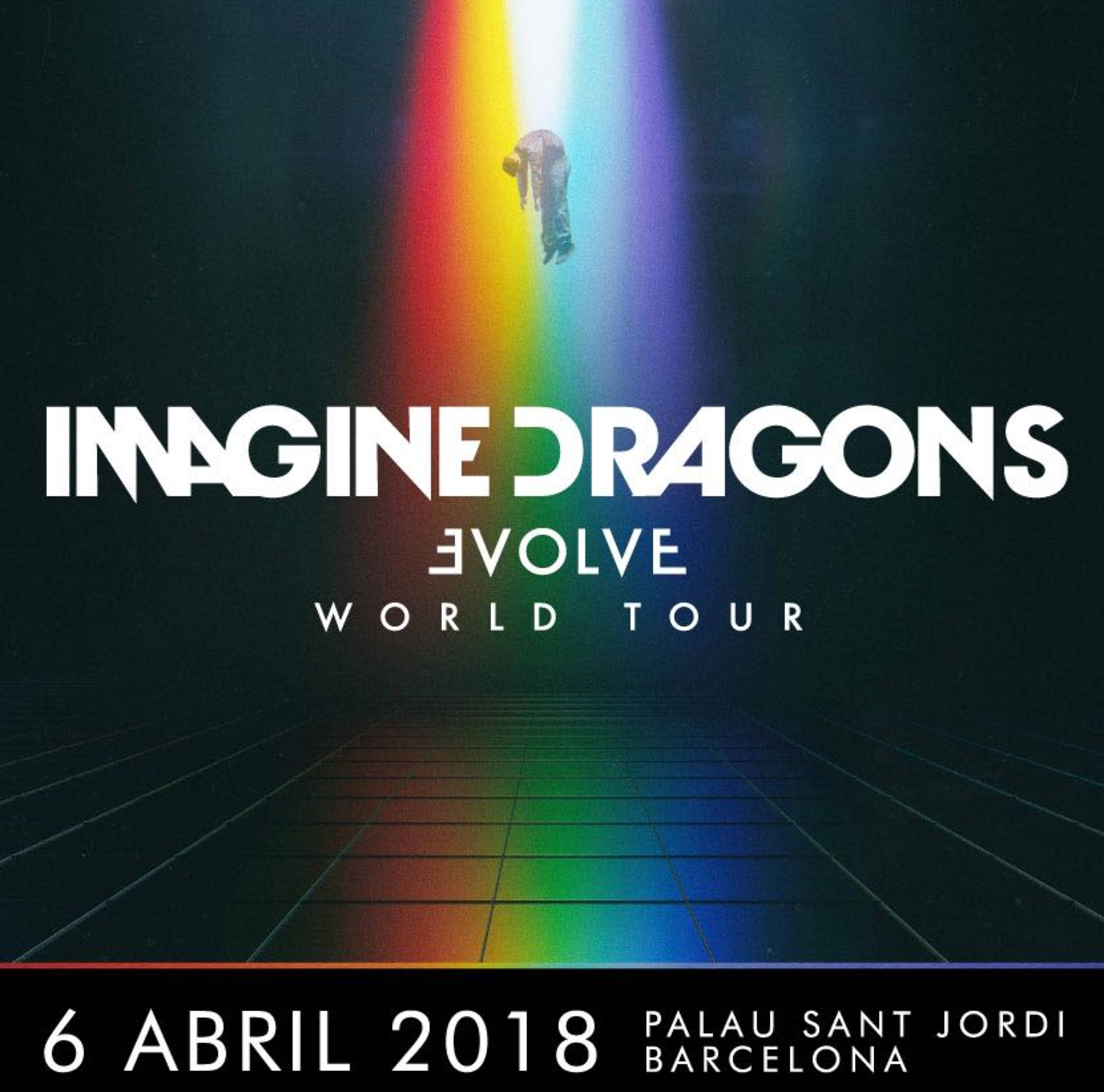 IMAGINE DRAGONS
EVOLVE
WORLD TOUR
6 ABRIL 2018
PALAU SANT JORDI
BARCELONA